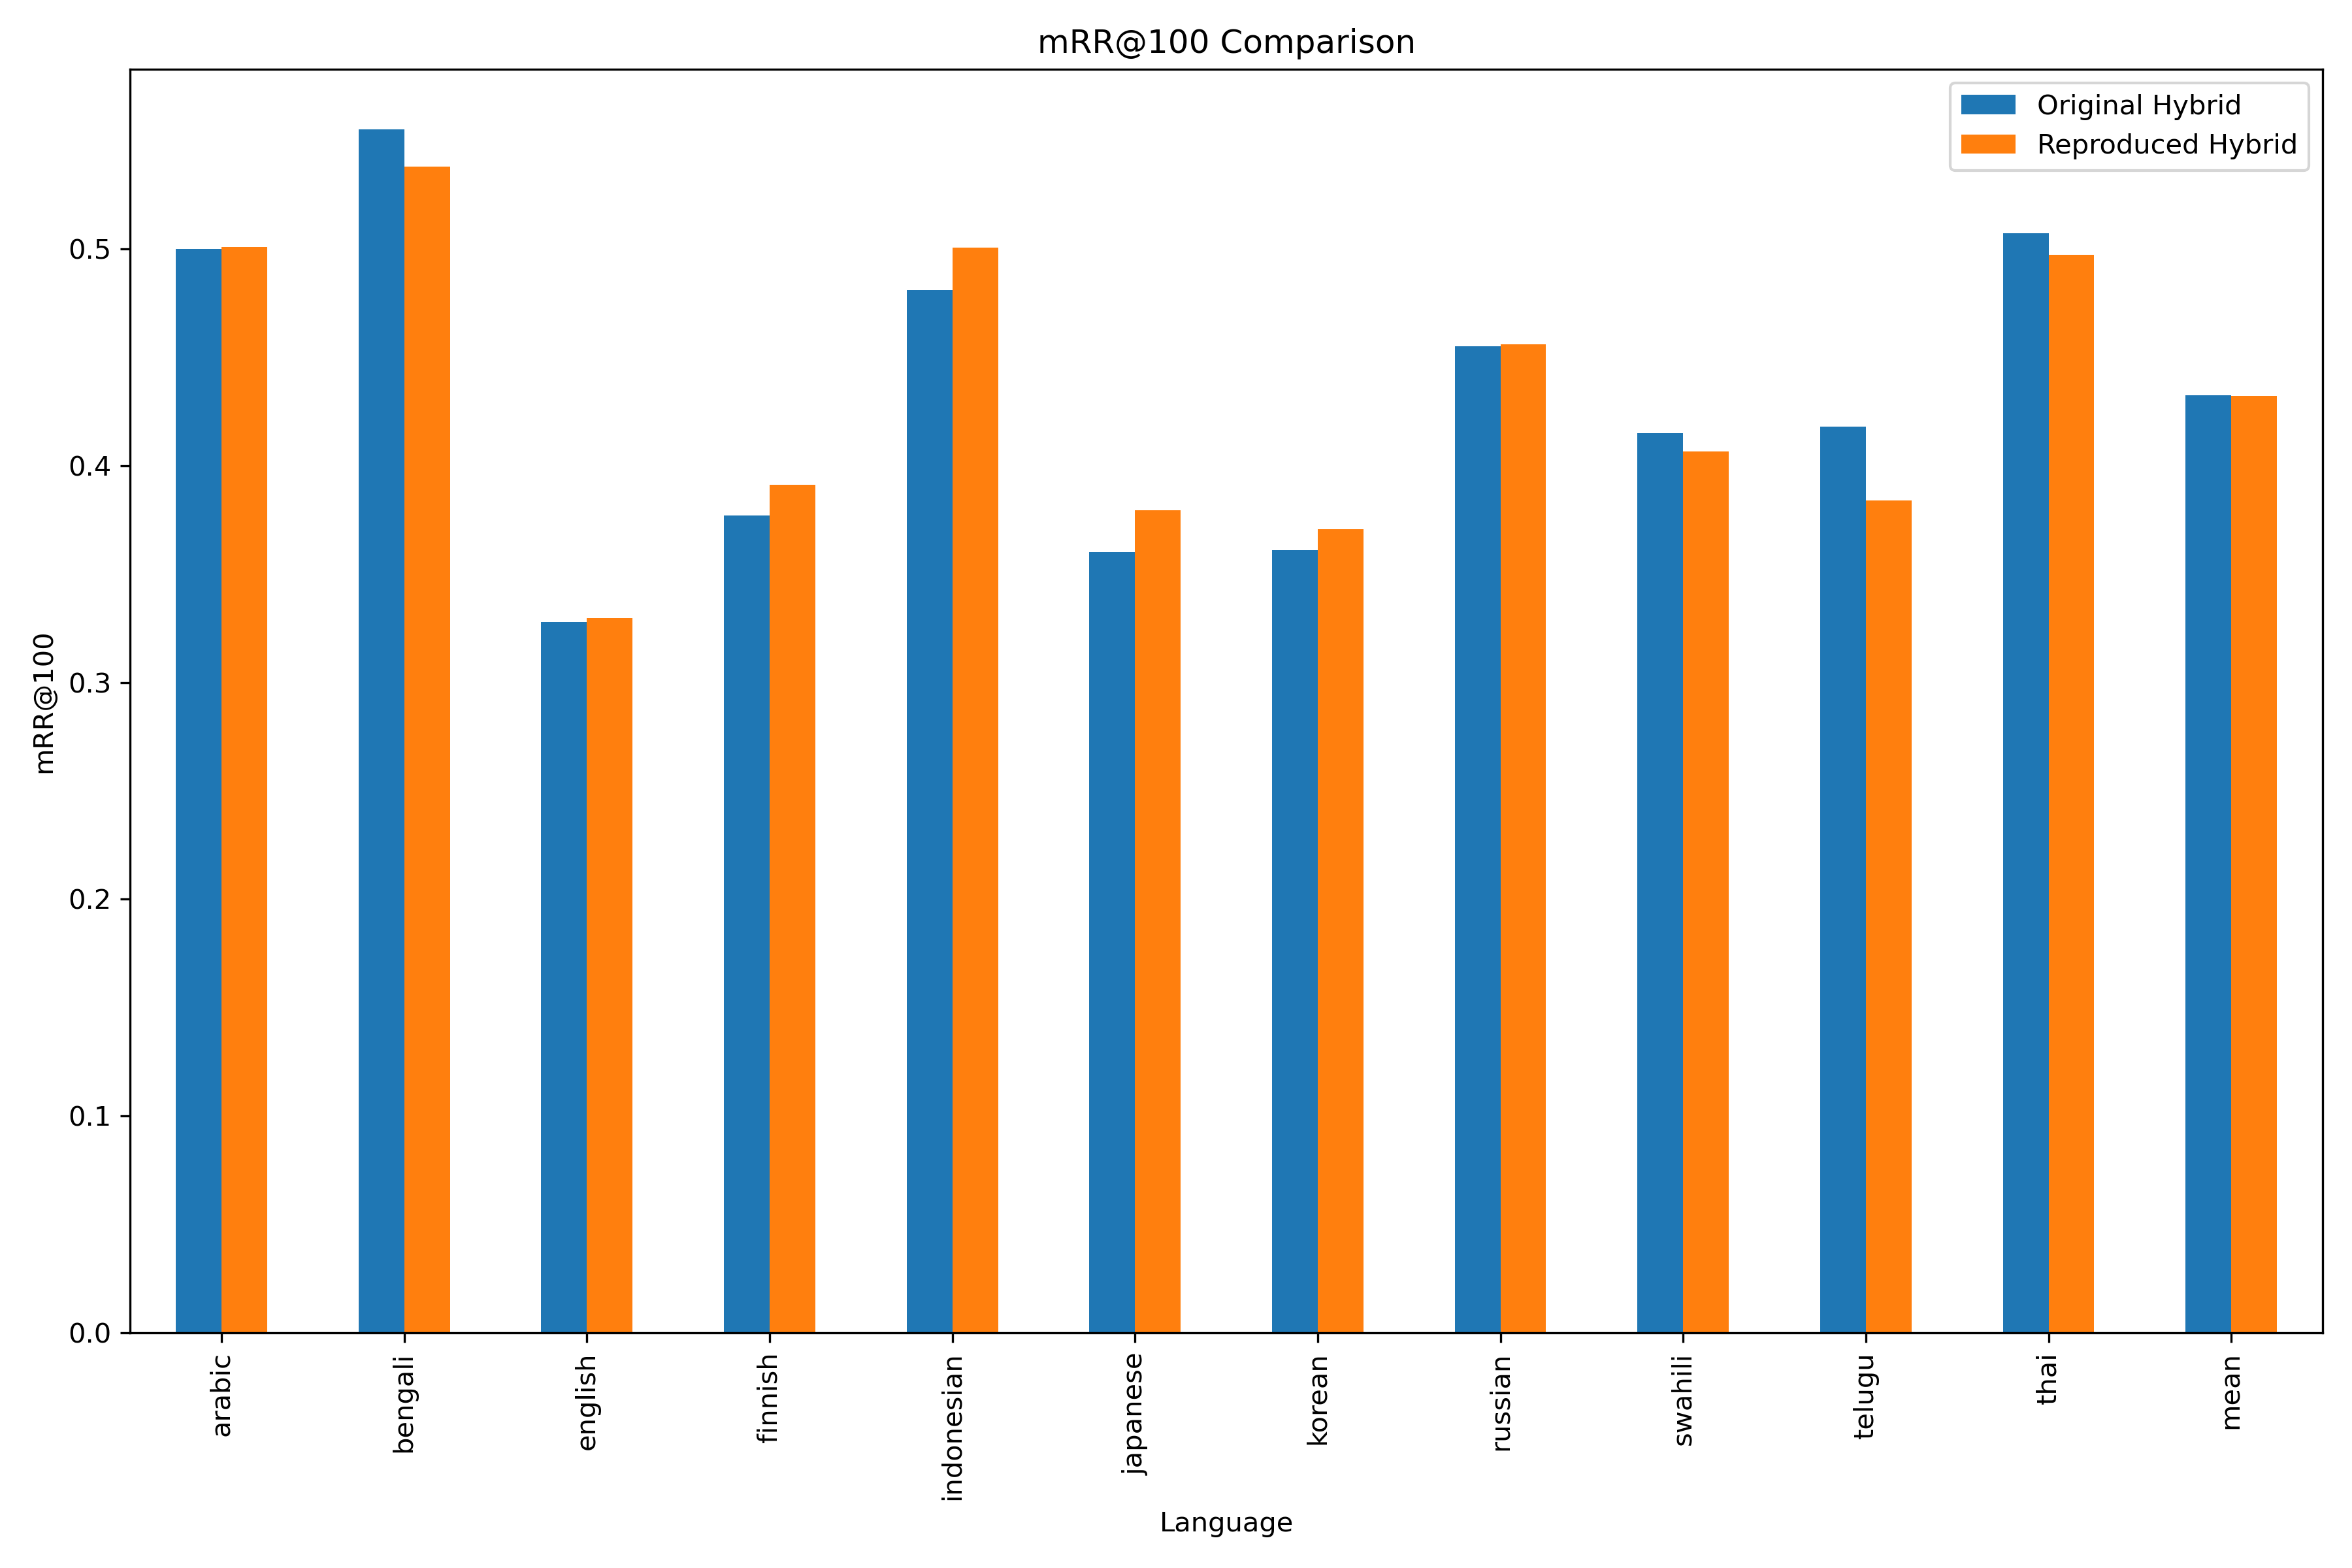 mRR@100 Comparison
Original Hybrid
Reproduced Hybrid
mRR@100
0.5
0.4
0.3
0.2
0.1
0.0
arabic
bengali
english
finnish
indonesian
japanese
korean
russian
swahili
telugu
thai
mean
Language